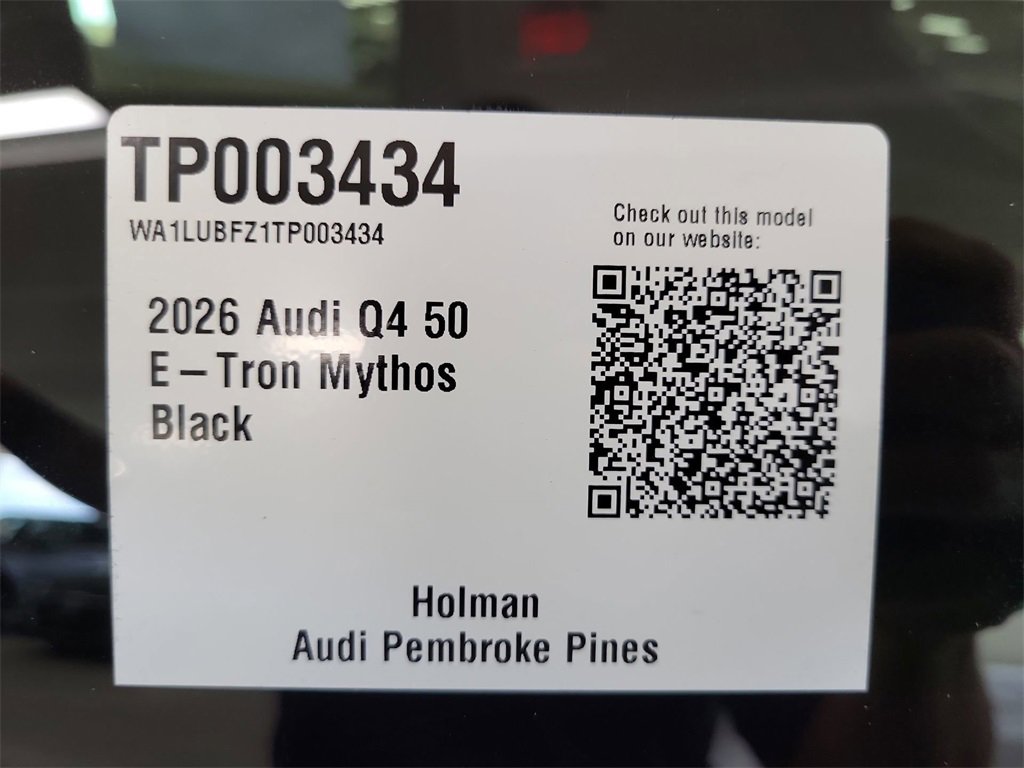 TP003434
WA1LUBFZ1TP003434
2026 Audi Q4 50
E-Tron Mythos
Black
Check out this model
on our website:
Holman
Audi Pembroke Pines